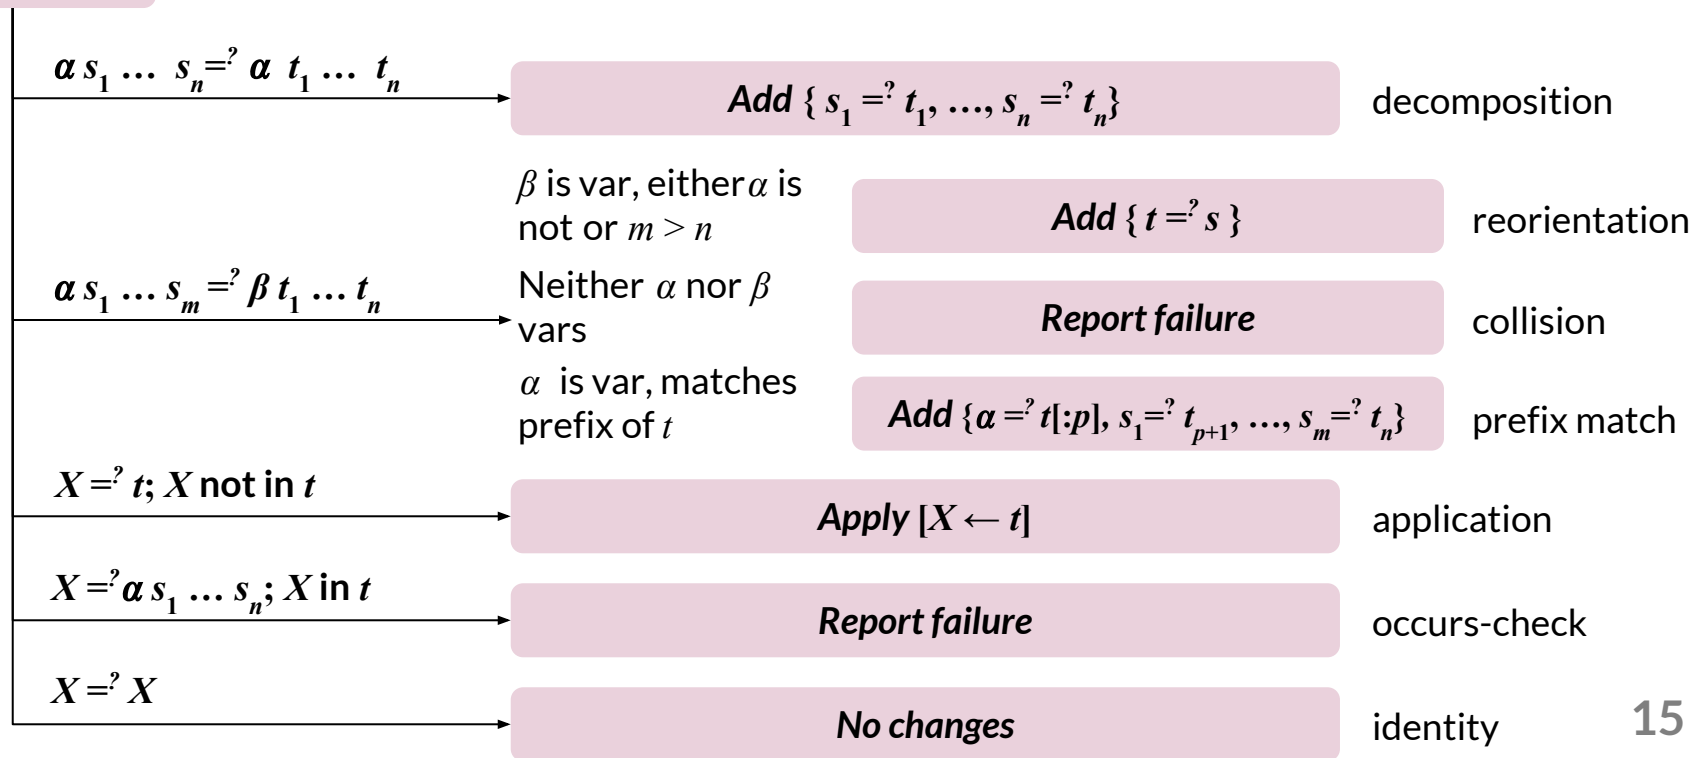 α s₁ … sₙ =? α t₁ … tₙ
Add { s₁ =? t₁, …, sₙ =? tₙ}
decomposition
β is var, either α is
not or m > n
Add { t =? s }
reorientation
α s₁ … sₘ =? β t₁ … tₙ
Neither α nor β
vars
Report failure
collision
α is var, matches
prefix of t
Add {α =? t[:p], s₁ =? tₚ₊₁, …, sₘ =? tₙ}
prefix match
X =? t; X not in t
Apply [X ← t]
application
X =? α s₁ … sₙ; X in t
Report failure
occurs-check
X =? X
No changes
identity
15